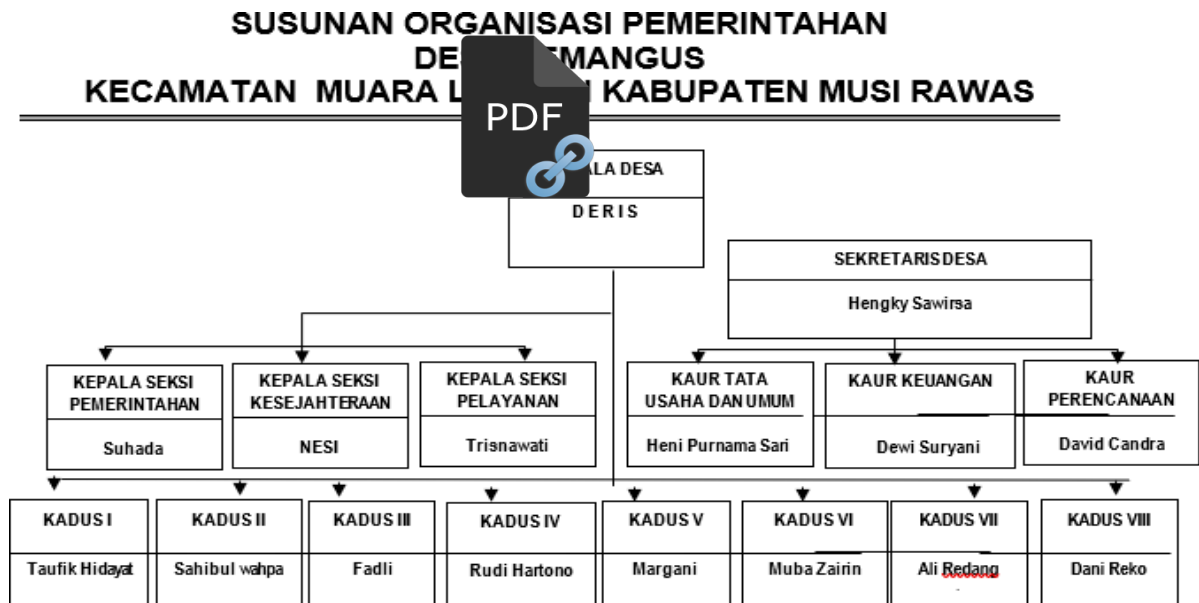 SUSUNAN ORGANISASI PEMERINTAHAN
MUSI RAWAS
KECAMATAN MUARA KABUPATEN MUSI RAWAS
PDF
DESA
DERIS
SEKRETARIS DESA
Hengky Sawirsa
KEPALA SEKSI PEMERINTAHAN
Suhada
KEPALA SEKSI KESEJAHTERAAN
NESI
KEPALA SEKSI PELAYANAN
Trisnawati
KAUR TATA USAHA DAN UMUM
Heni Purnama Sari
KAUR KEUANGAN
Dewi Suryani
KAUR PERENCANAAN
David Candra
KADUS I
Taufik Hidayat
KADUS II
Sahibul wahpa
KADUS III
Fadli
KADUS IV
Rudi Hartono
KADUS V
Margani
KADUS VI
Muba Zairin
KADUS VII
Ali Redang
KADUS VIII
Dani Reko